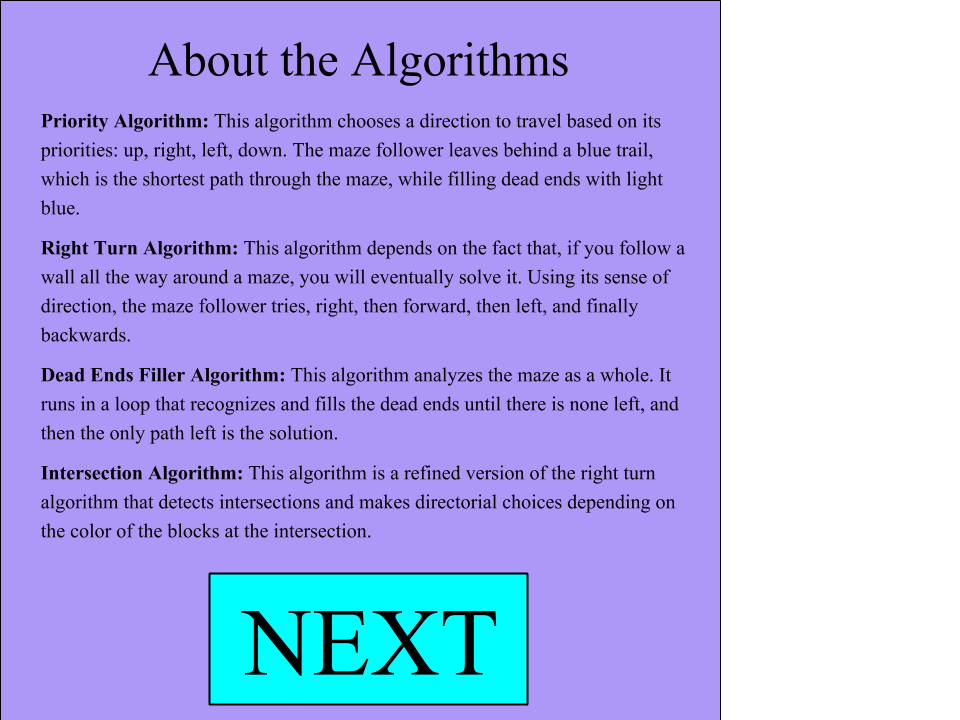 About the Algorithms
Priority Algorithm: This algorithm chooses a direction to travel based on its
priorities: up, right, left, down. The maze follower leaves behind a blue trail,
which is the shortest path through the maze, while filling dead ends with light
blue.
Right Turn Algorithm: This algorithm depends on the fact that, if you follow a
wall all the way around a maze, you will eventually solve it. Using its sense of
direction, the maze follower tries, right, then forward, then left, and finally
backwards.
Dead Ends Filler Algorithm: This algorithm analyzes the maze as a whole. It
runs in a loop that recognizes and fills the dead ends until there is none left, and
then the only path left is the solution.
Intersection Algorithm: This algorithm is a refined version of the right turn
algorithm that detects intersections and makes directorial choices depending on
the color of the blocks at the intersection.
NEXT